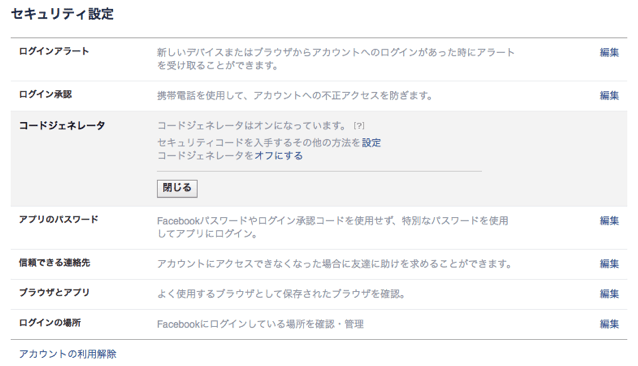 セキュリティ設定
ログインアラート
新しいデバイスまたはブラウザからアカウントへのログインがあった時にアラート
を受け取ることができます。
編集
ログイン承認
携帯電話を使用して、アカウントへの不正アクセスを防ぎます。
編集
コードジェネレータ
コードジェネレータはオンになっています。 [?]
セキュリティコードを入手するその他の方法を設定
コードジェネレータをオフにする
閉じる
アプリのパスワード
Facebookパスワードやログイン承認コードを使用せず、特別なパスワードを使用
してアプリにログイン。
編集
信頼できる連絡先
アカウントにアクセスできなくなった場合に友達に助けを求めることができます。
編集
ブラウザとアプリ
よく使用するブラウザとして保存されたブラウザを確認。
編集
ログインの場所
Facebookにログインしている場所を確認・管理
編集
アカウントの利用解除